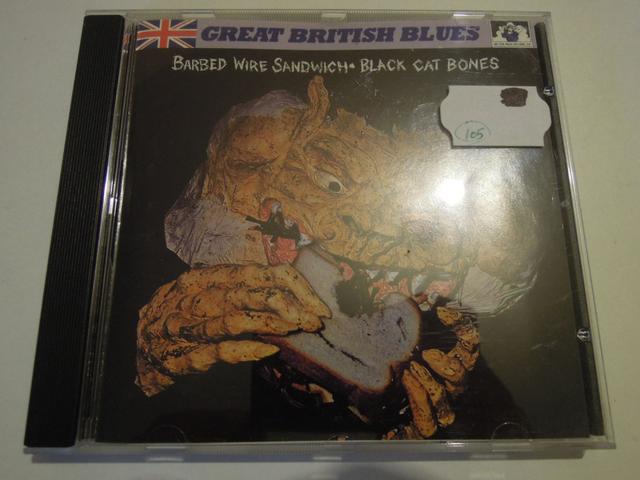 GREAT BRITISH BLUES
BARBED WIRE SANDWICH • BLACK CAT BONES
105